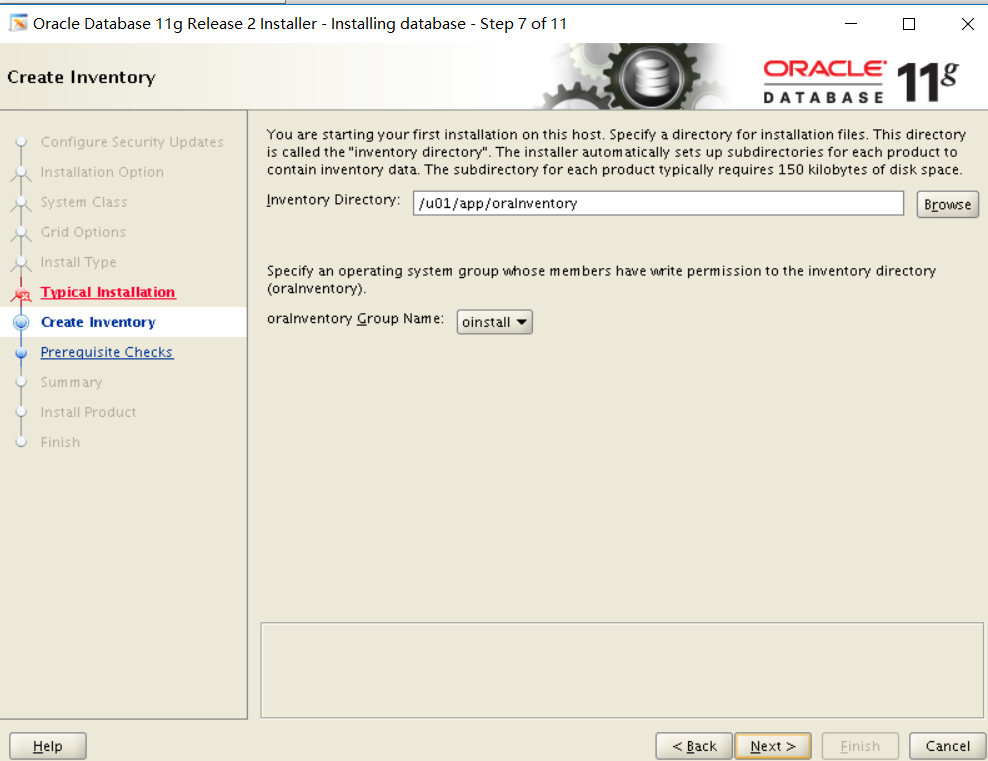 Oracle Database 11g Release 2 Installer - Installing database - Step 7 of 11
Create Inventory
ORACLE
DATABASE
11g
Configure Security Updates
Installation Option
System Class
Grid Options
Install Type
Typical Installation
Create Inventory
Prerequisite Checks
Summary
Install Product
Finish
You are starting your first installation on this host. Specify a directory for installation files. This directory
is called the "inventory directory". The installer automatically sets up subdirectories for each product to
contain inventory data. The subdirectory for each product typically requires 150 kilobytes of disk space.
Inventory Directory: /u01/app/oraInventory Browse
Specify an operating system group whose members have write permission to the inventory directory
(oraInventory).
oraInventory Group Name: oinstall
Help < Back Next > Finish Cancel